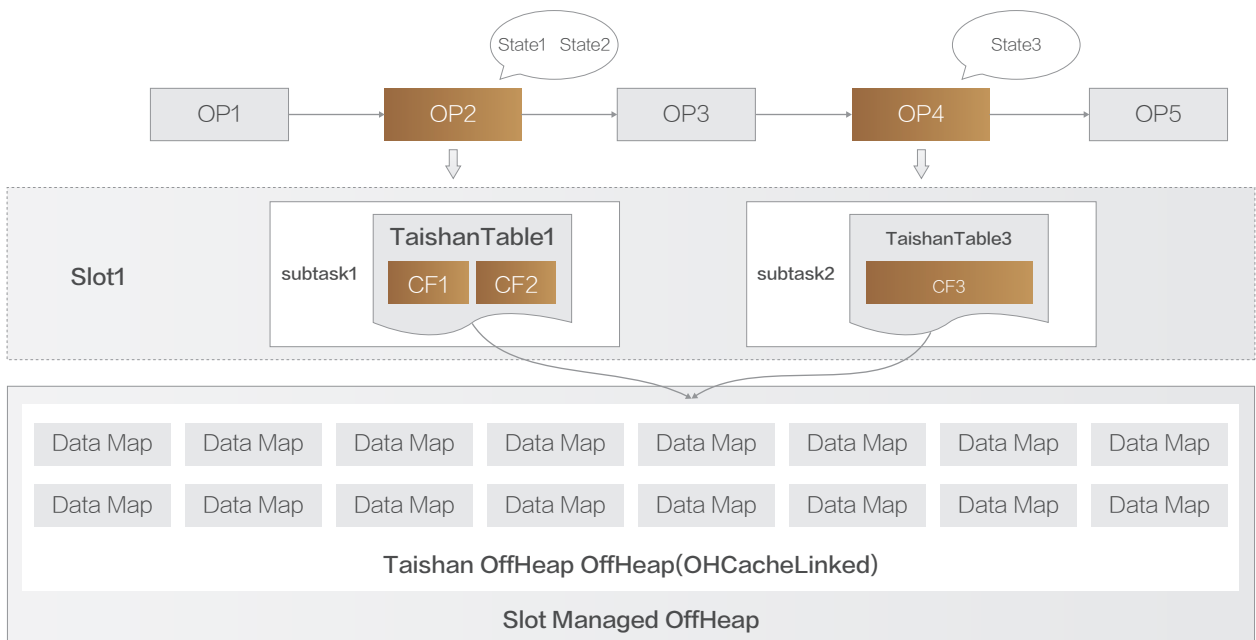 State1 State2
State3
OP1
OP2
OP3
OP4
OP5
Slot1
subtask1
TaishanTable1
CF1
CF2
subtask2
TaishanTable3
CF3
Data Map Data Map Data Map Data Map Data Map Data Map Data Map Data Map
Data Map Data Map Data Map Data Map Data Map Data Map Data Map Data Map
Taishan OffHeap OffHeap(OHCacheLinked)
Slot Managed OffHeap